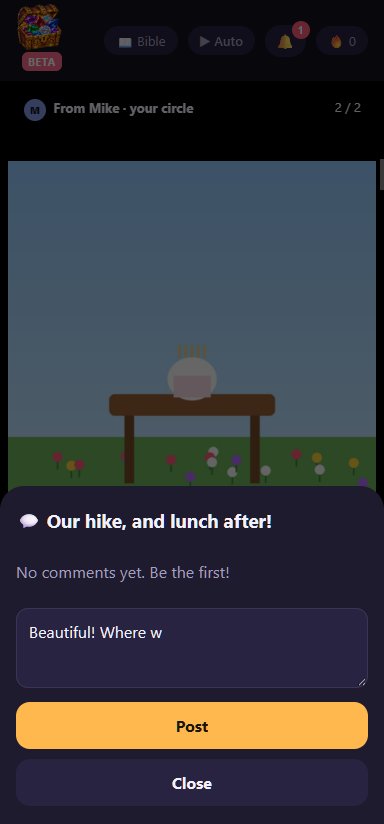 BETA
Bible
Auto
1
0
M From Mike · your circle
2 / 2
Our hike, and lunch after!
No comments yet. Be the first!
Beautiful! Where w
Post
Close